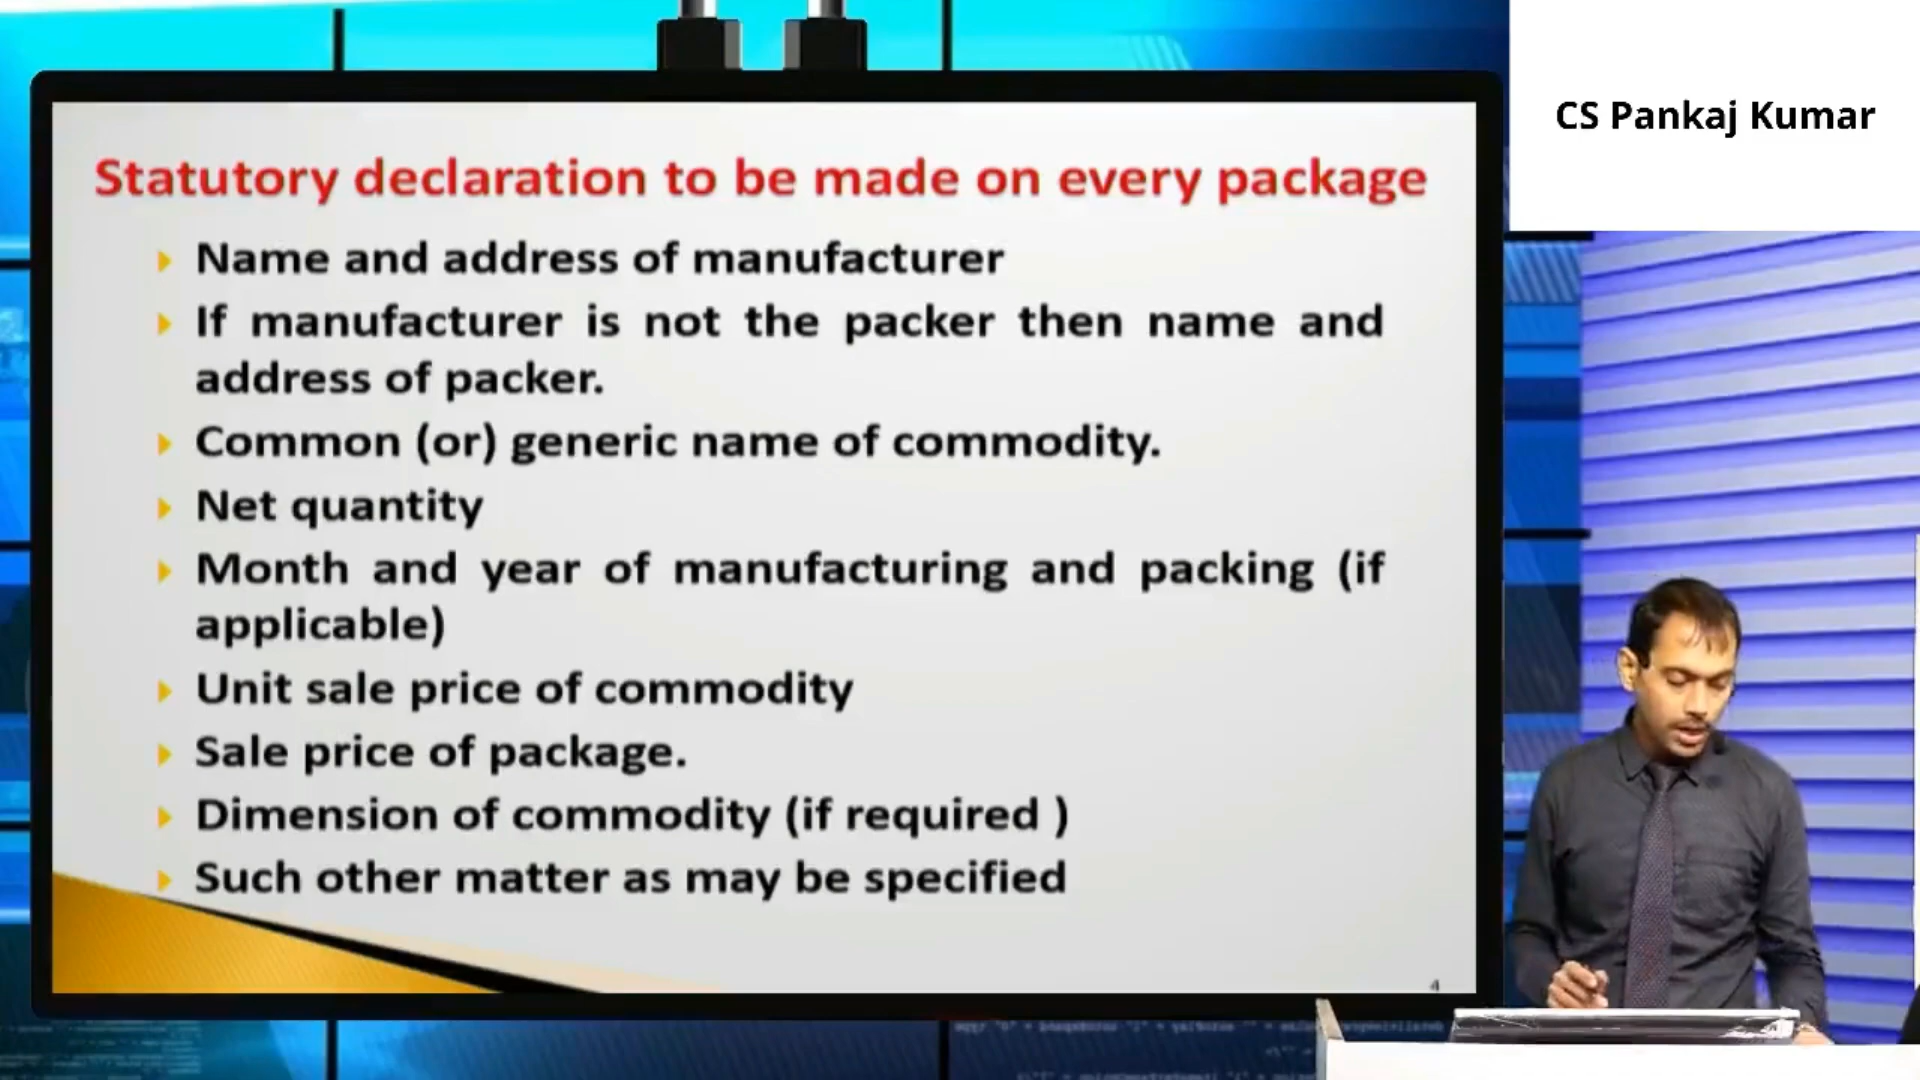 CS Pankaj Kumar
Statutory declaration to be made on every package
Name and address of manufacturer
If manufacturer is not the packer then name and
address of packer.
Common (or) generic name of commodity.
Net quantity
Month and year of manufacturing and packing (if
applicable)
Unit sale price of commodity
Sale price of package.
Dimension of commodity (if required )
Such other matter as may be specified
4